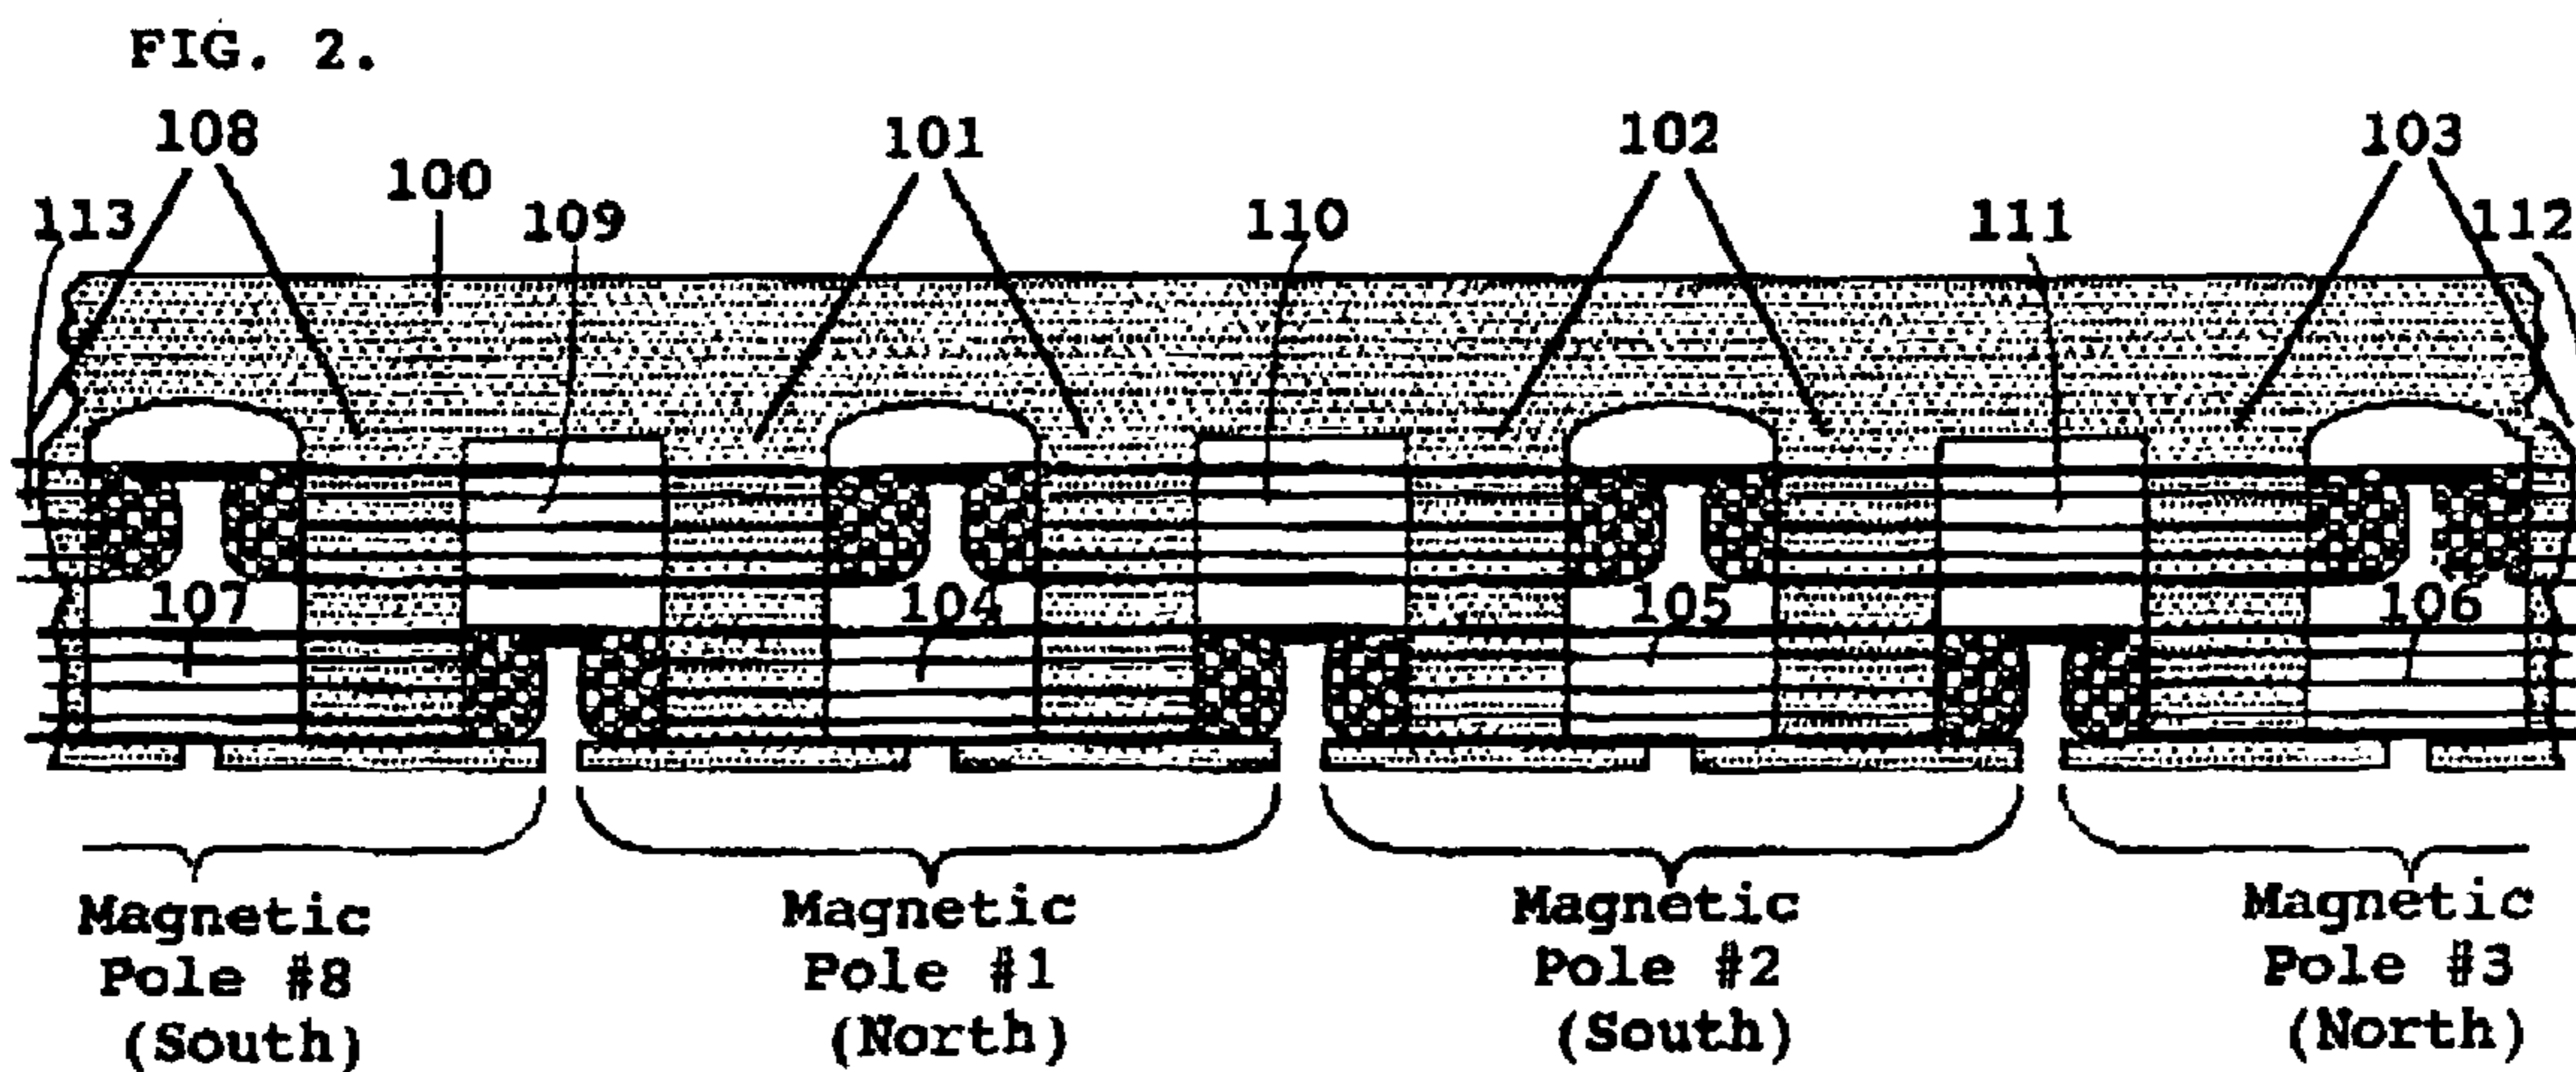 FIG. 2.
108
101
102
103
100
113
109
110
111
112
107
104
105
106
Magnetic
Pole #8
(South)
Magnetic
Pole #1
(North)
Magnetic
Pole #2
(South)
Magnetic
Pole #3
(North)